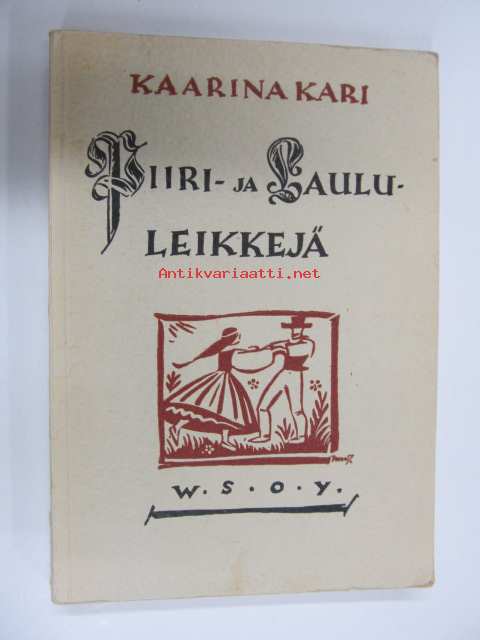 KAARINA KARI
PIIRI- JA LAULU-
LEIKKEJÄ
Antikvariaatti.net
W. S. O. Y.